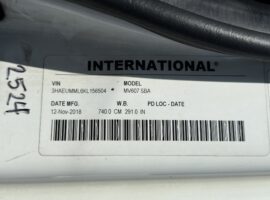 INTERNATIONAL®
VIN MODEL
3HAEUMML8KL156504 MV607 SBA
MFG. DATE W.B. PD LOC - DATE
12-Nov-2018 740.0 CM 291.0 IN
2524